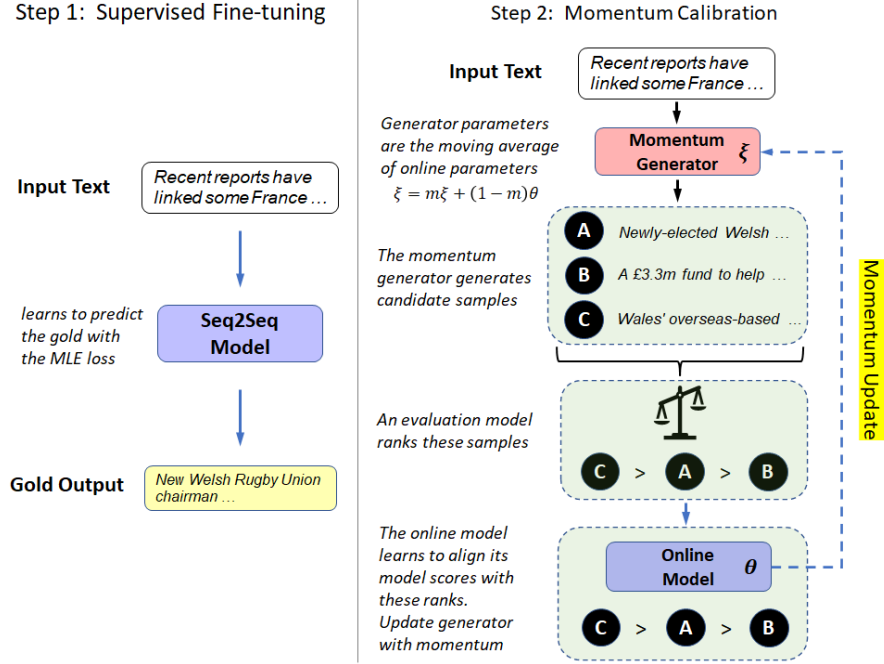 Step 1: Supervised Fine-tuning
Input Text
Recent reports have
linked some France ...
learns to predict
the gold with
the MLE loss
Seq2Seq
Model
Gold Output
New Welsh Rugby Union
chairman ...
Step 2: Momentum Calibration
Input Text
Recent reports have
linked some France ...
Generator parameters
are the moving average
of online parameters
ξ = mξ + (1 − m)θ
Momentum
Generator ξ
The momentum
generator generates
candidate samples
A Newly-elected Welsh ...
B A £3.3m fund to help ...
C Wales' overseas-based ...
An evaluation model
ranks these samples
C > A > B
The online model
learns to align its
model scores with
these ranks.
Update generator
with momentum
Online
Model θ
C > A > B
Momentum Update